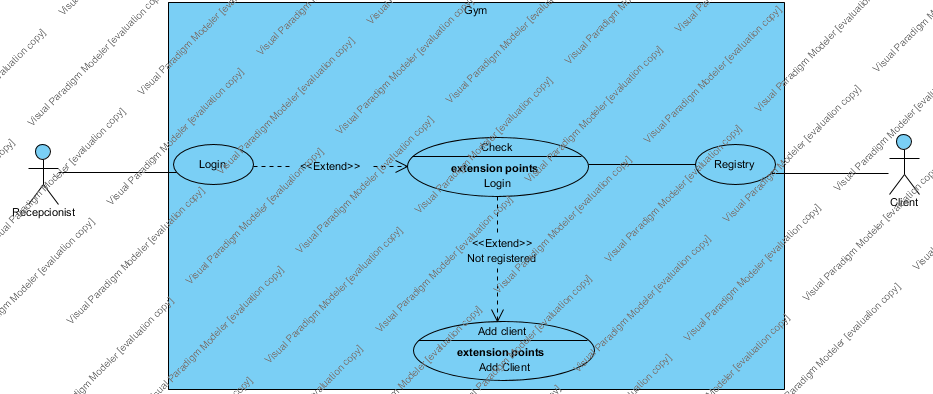 Gym
Check
extension points
Login
Login
<<Extend>>
Registry
Recepcionist
Client
<<Extend>>
Not registered
Add client
extension points
Add Client
Visual Paradigm Modeler [evaluation copy]